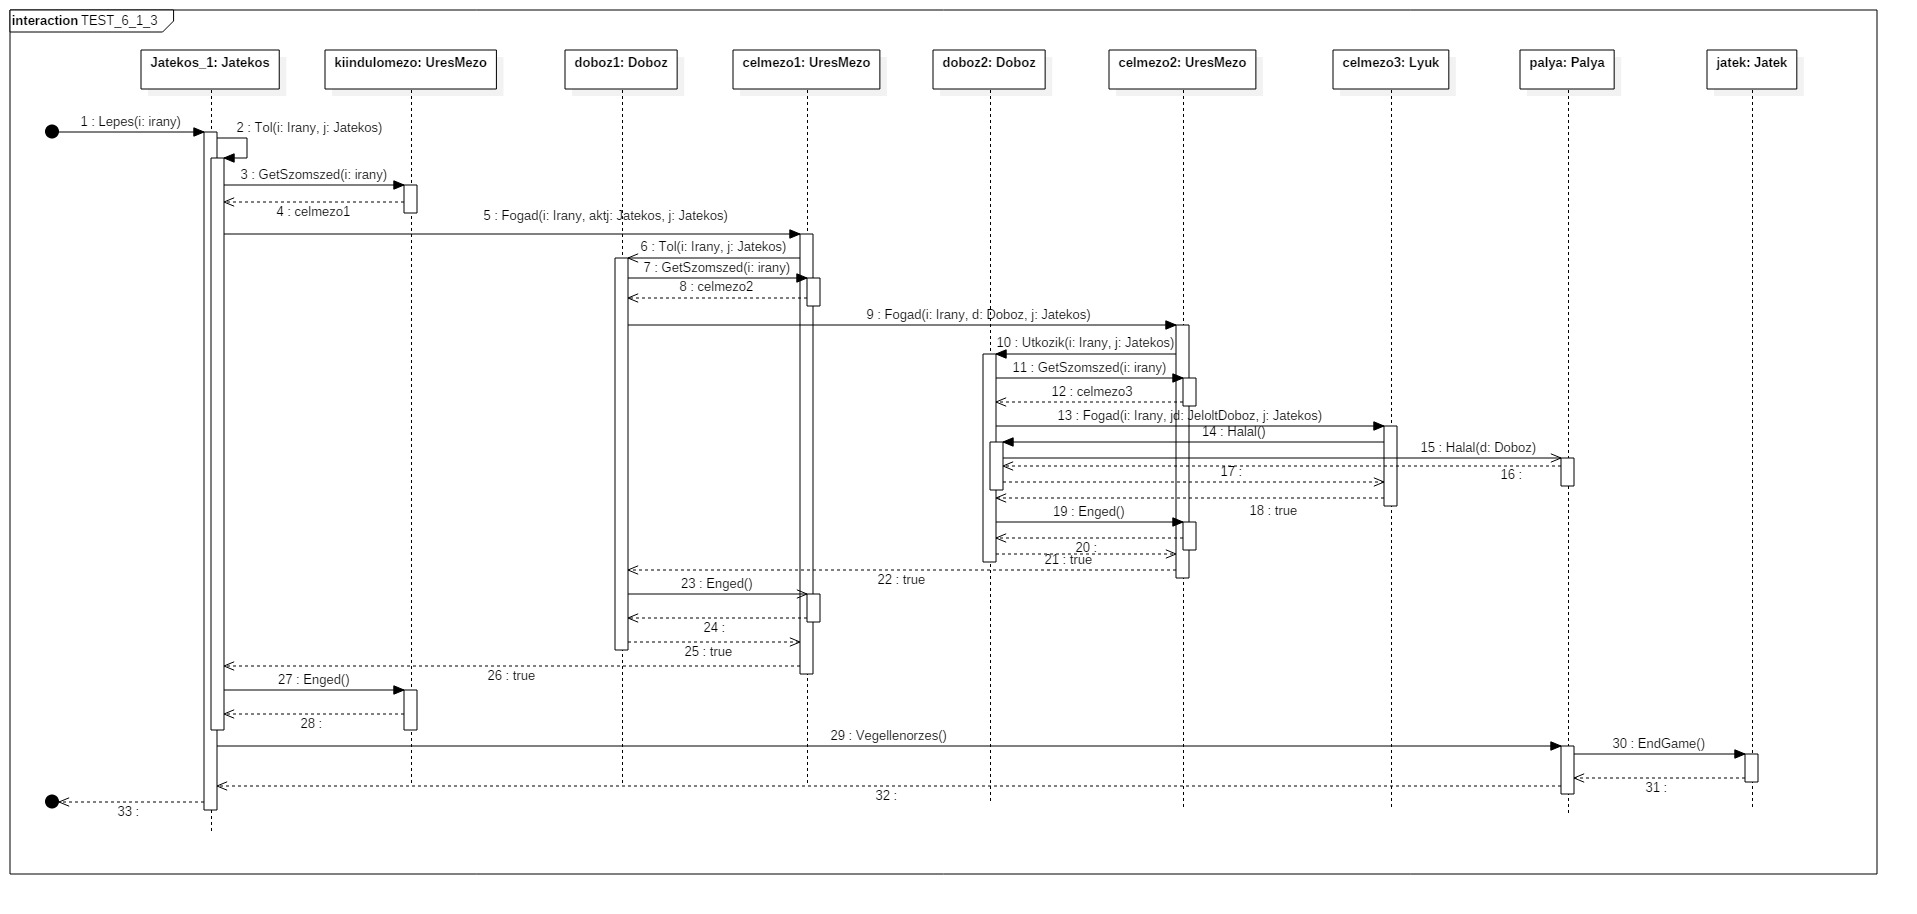 interaction TEST_6_1_3
Jatekos_1: Jatekos
kiindulomezo: UresMezo
doboz1: Doboz
celmezo1: UresMezo
doboz2: Doboz
celmezo2: UresMezo
celmezo3: Lyuk
palya: Palya
jatek: Jatek
1 : Lepes(i: irany)
2 : Tol(i: Irany, j: Jatekos)
3 : GetSzomszed(i: irany)
4 : celmezo1
5 : Fogad(i: Irany, aktj: Jatekos, j: Jatekos)
6 : Tol(i: Irany, j: Jatekos)
7 : GetSzomszed(i: irany)
8 : celmezo2
9 : Fogad(i: Irany, d: Doboz, j: Jatekos)
10 : Utkozik(i: Irany, j: Jatekos)
11 : GetSzomszed(i: irany)
12 : celmezo3
13 : Fogad(i: Irany, jd: JeloltDoboz, j: Jatekos)
14 : Halal()
15 : Halal(d: Doboz)
16 :
17 :
18 : true
19 : Enged()
20 :
21 : true
22 : true
23 : Enged()
24 :
25 : true
26 : true
27 : Enged()
28 :
29 : Vegellenorzes()
30 : EndGame()
31 :
32 :
33 :